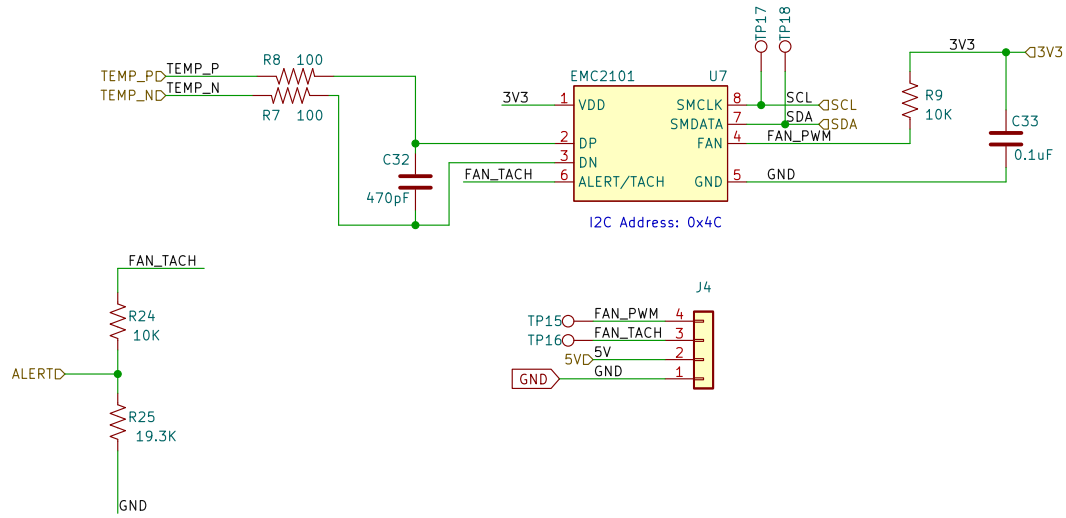 TP17
TP18
R8 100
TEMP_P
TEMP_P
TEMP_N
TEMP_N
R7 100
3V3
3V3
EMC2101
U7
3V3
1
VDD
SMCLK
8
SCL
SCL
SMDATA
7
SDA
SDA
R9
10K
C33
0.1uF
2
DP
FAN
4
FAN_PWM
3
DN
C32
470pF
FAN_TACH
6
ALERT/TACH
GND
5
GND
I2C Address: 0x4C
FAN_TACH
R24
10K
ALERT
R25
19.3K
GND
J4
TP15
FAN_PWM
4
TP16
FAN_TACH
3
5V
5V
2
GND
GND
1